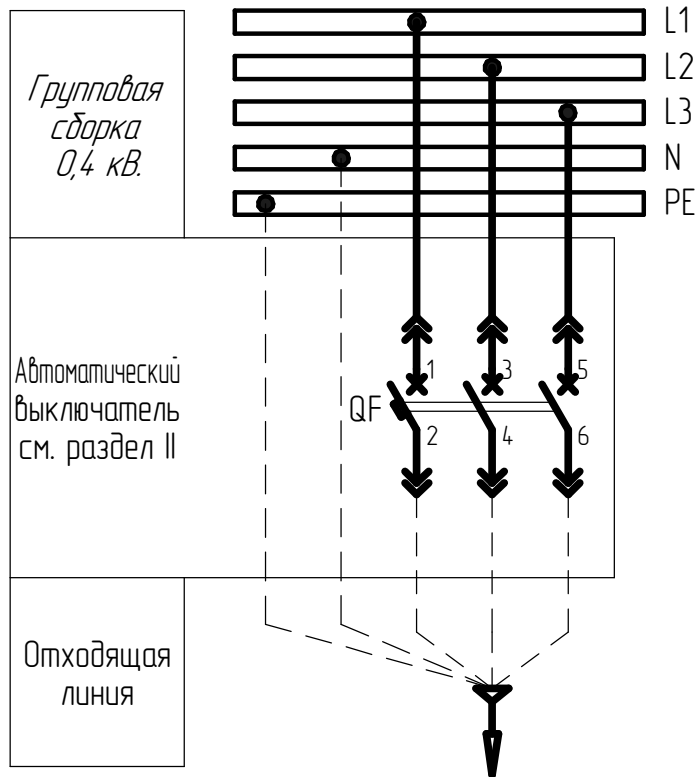 Групповая
сборка
0,4 кВ.
L1
L2
L3
N
PE
Автоматический
выключатель
см. раздел II
QF
1
3
5
2
4
6
Отходящая
линия